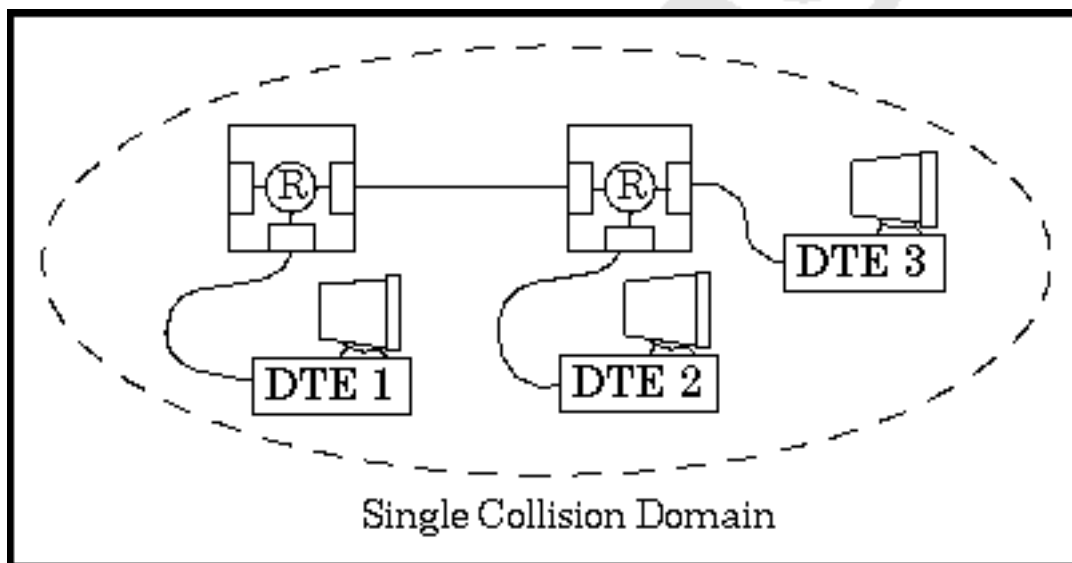 R
R
DTE 3
DTE 1
DTE 2
Single Collision Domain